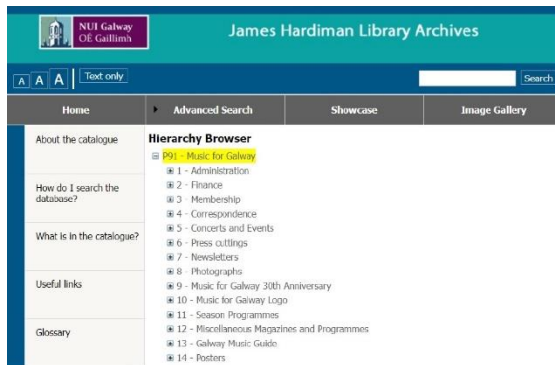 NUI Galway
OÉ Gaillimh
James Hardiman Library Archives
A A A Text only
Search
Home Advanced Search Showcase Image Gallery
About the catalogue
How do I search the database?
What is in the catalogue?
Useful links
Glossary
Hierarchy Browser
P91 - Music for Galway
1 - Administration
2 - Finance
3 - Membership
4 - Correspondence
5 - Concerts and Events
6 - Press cuttings
7 - Newsletters
8 - Photographs
9 - Music for Galway 30th Anniversary
10 - Music for Galway Logo
11 - Season Programmes
12 - Miscellaneous Magazines and Programmes
13 - Galway Music Guide
14 - Posters